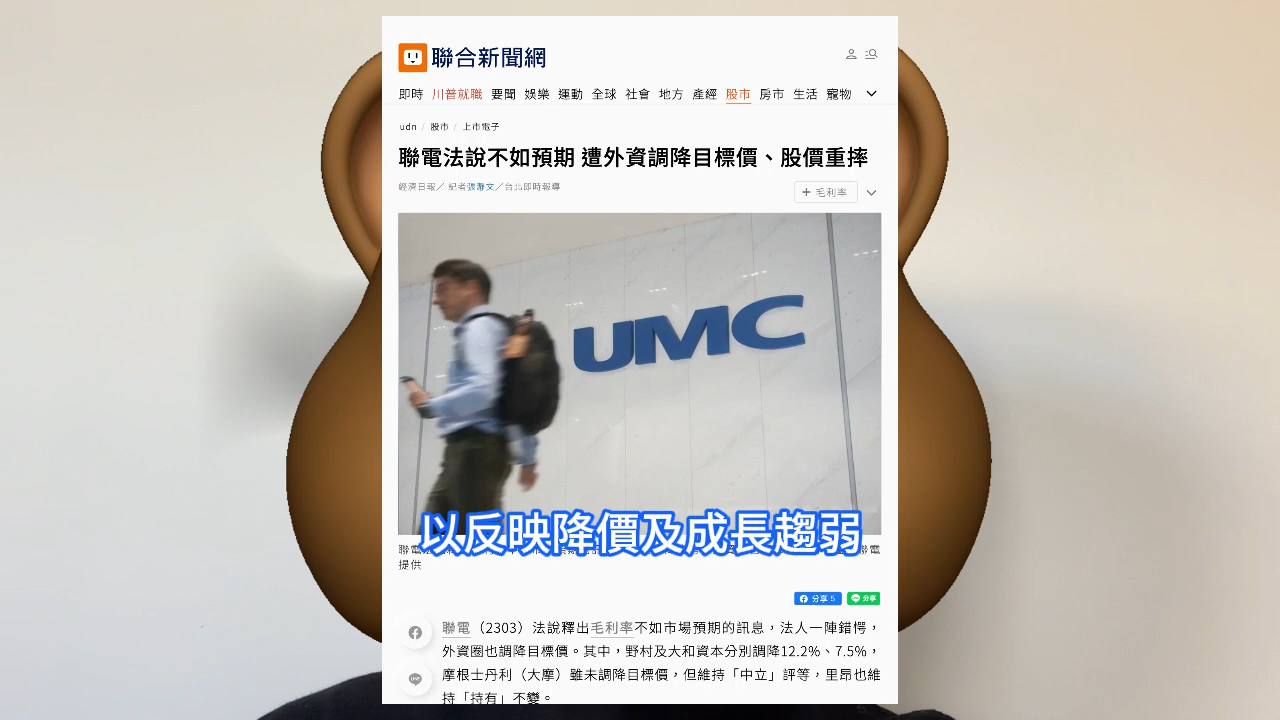 聯合新聞網
即時 川普就職 要聞 娛樂 運動 全球 社會 地方 產經 股市 房市 生活 寵物
udn / 股市 / 上市電子
聯電法說不如預期 遭外資調降目標價、股價重摔
經濟日報／ 記者張瀞文／台北即時報導
+ 毛利率
UMC
以反映降價及成長趨弱
提供
分享 5
分享
聯電（2303）法說釋出毛利率不如市場預期的訊息，法人一陣錯愕，
外資圈也調降目標價。其中，野村及大和資本分別調降12.2%、7.5%，
摩根士丹利（大摩）雖未調降目標價，但維持「中立」評等，里昂也維
持「持有」不變。